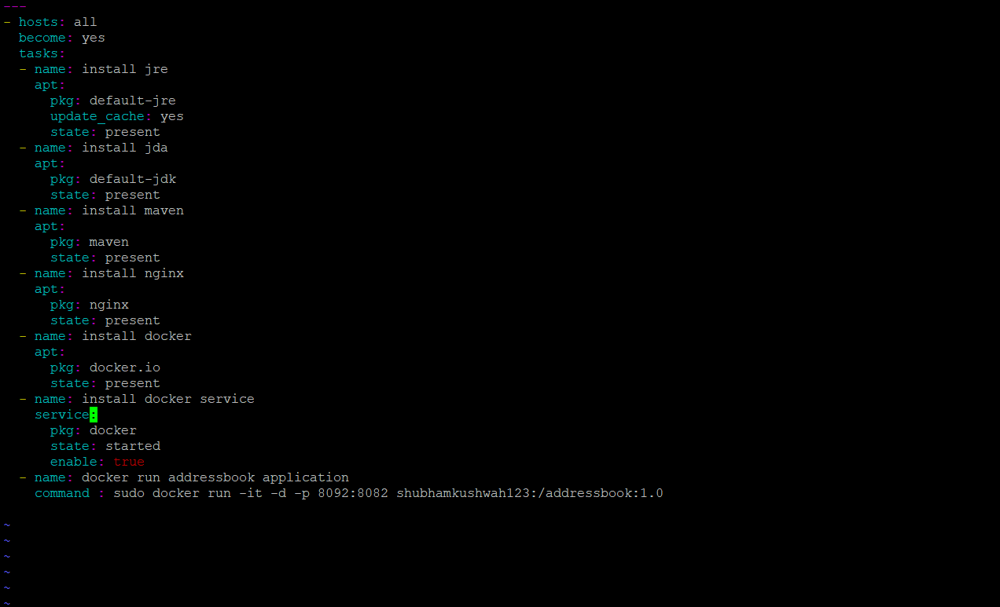 ---
- hosts: all
  become: yes
  tasks:
  - name: install jre
    apt:
      pkg: default-jre
      update_cache: yes
      state: present
  - name: install jda
    apt:
      pkg: default-jdk
      state: present
  - name: install maven
    apt:
      pkg: maven
      state: present
  - name: install nginx
    apt:
      pkg: nginx
      state: present
  - name: install docker
    apt:
      pkg: docker.io
      state: present
  - name: install docker service
    service:
      pkg: docker
      state: started
      enable: true
  - name: docker run addressbook application
    command : sudo docker run -it -d -p 8092:8082 shubhamkushwah123:/addressbook:1.0

~
~
~
~
~
~